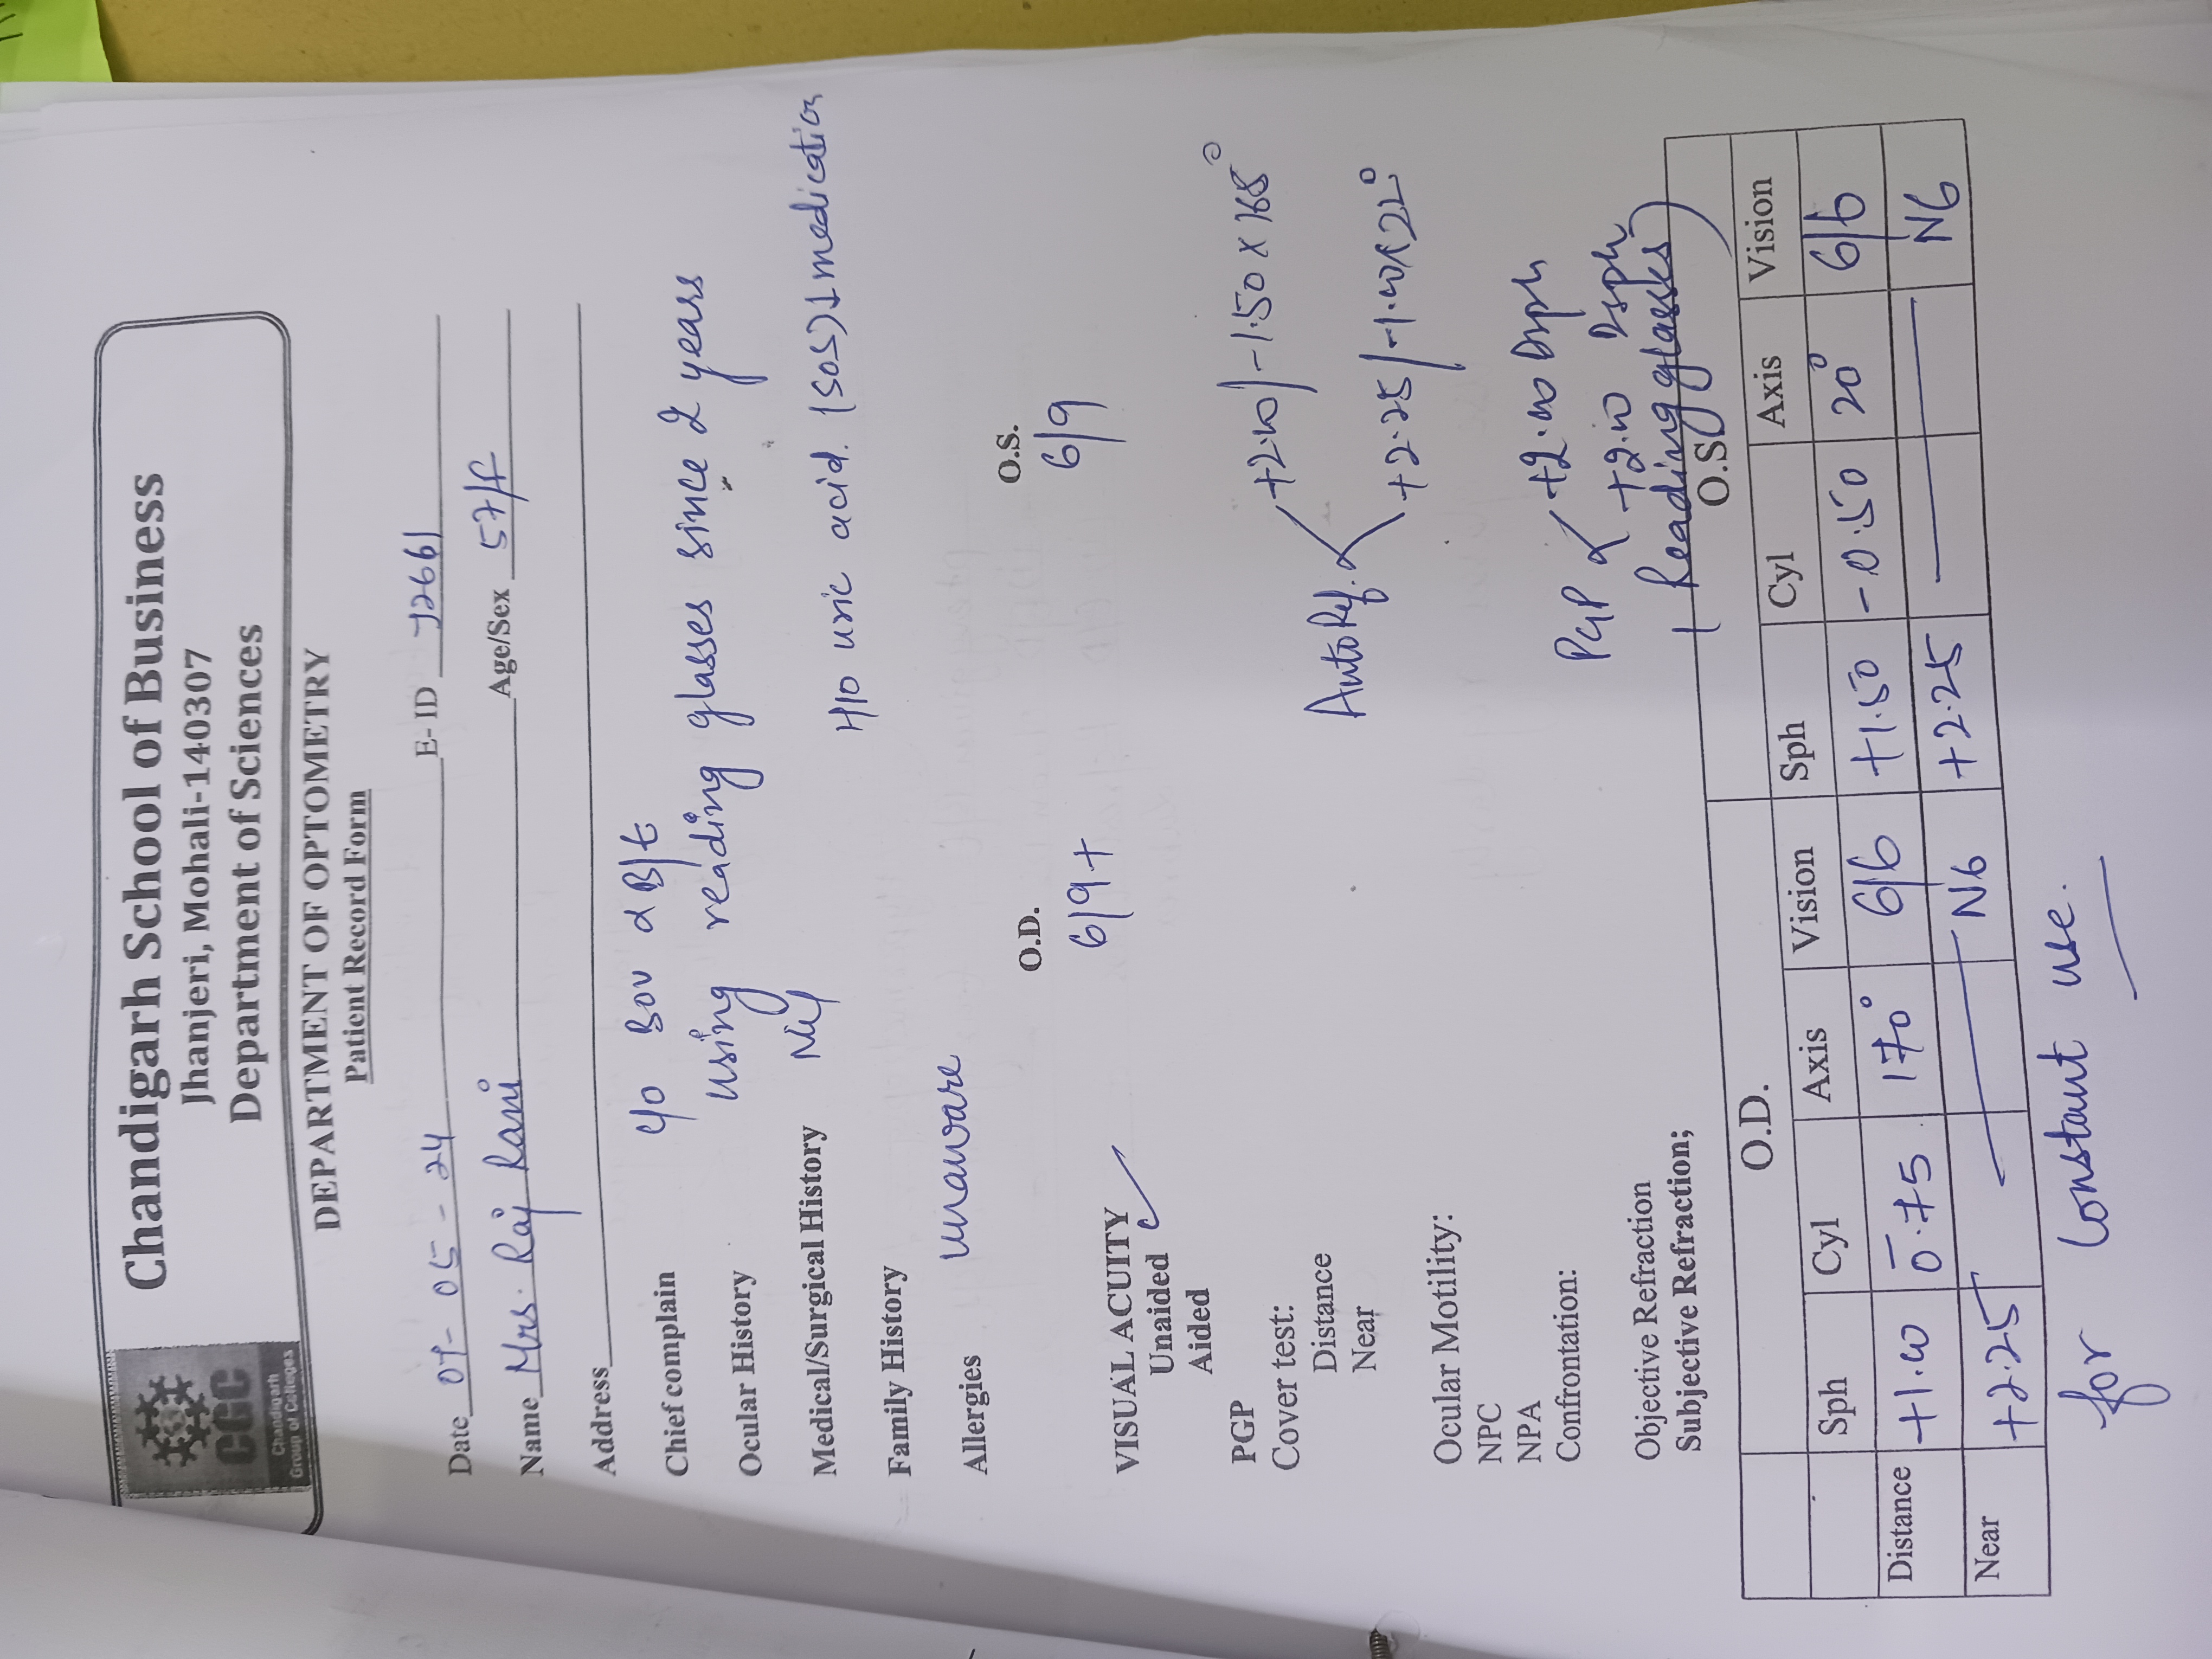 Chandigarh School of Business
Jhanjeri, Mohali-140307
Department of Sciences
CGC
Chandigarh
Group of Colleges
DEPARTMENT OF OPTOMETRY
Patient Record Form
Date 07-05-24 E- ID J2661
Name Mrs. Raj Rani Age/Sex 57/F
Address
Chief complain c/o BOV B/E
Ocular History using reading glasses since 2 years
Medical/Surgical History Nil
H/O uric acid. (SOS) medication
Family History
Allergies unaware
O.D. O.S.
6/9+ 6/9
VISUAL ACUITY
Unaided
Aided
PGP
Cover test:
Distance
Near
AutoRef. +2.00/-1.50 x 168°
+2.25/-1.00 x 22°
Ocular Motility:
NPC
NPA
Confrontation:
PGP +2.00 Dsph
+2.00 Dsph
(Reading glasses)
Objective Refraction
Subjective Refraction;
O.D. O.S
Sph Cyl Axis Vision Sph Cyl Axis Vision
Distance +1.00 -0.75 170° 6/6 +1.50 -0.50 20° 6/6
Near +2.25 N6 +2.25 N6
for constant use.